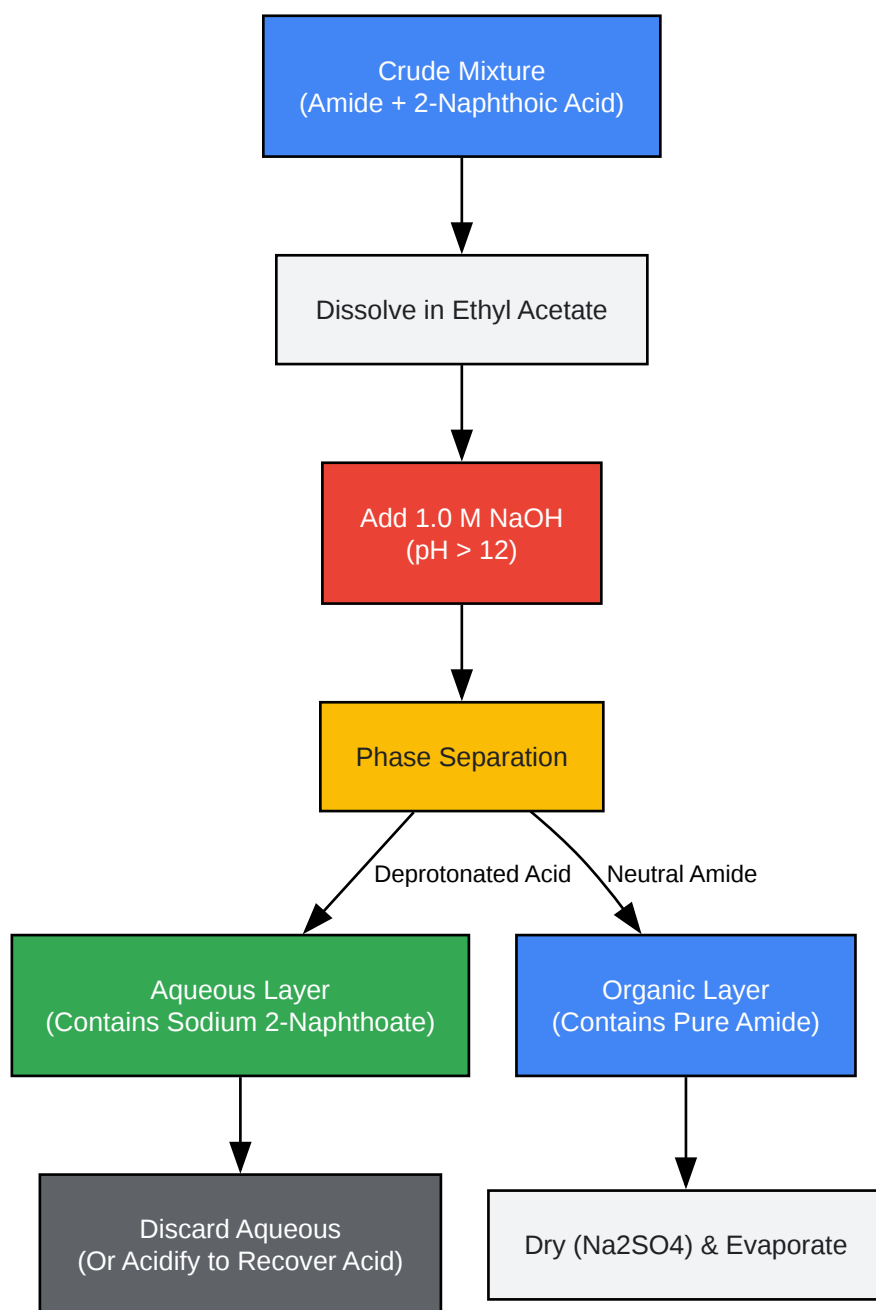 Crude Mixture
(Amide + 2-Naphthoic Acid)
Dissolve in Ethyl Acetate
Add 1.0 M NaOH
(pH > 12)
Phase Separation
Deprotonated Acid
Neutral Amide
Aqueous Layer
(Contains Sodium 2-Naphthoate)
Organic Layer
(Contains Pure Amide)
Discard Aqueous
(Or Acidify to Recover Acid)
Dry (Na2SO4) & Evaporate